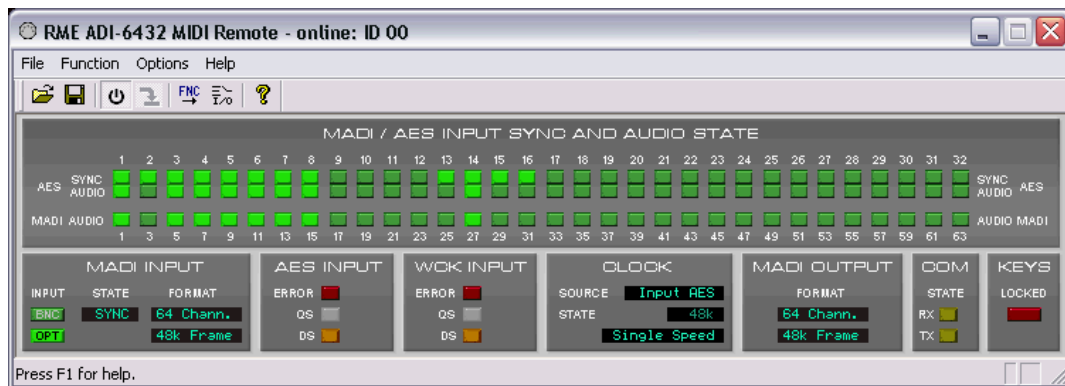 RME ADI-6432 MIDI Remote - online: ID 00
File Function Options Help
FNC I/O ?
MADI / AES INPUT SYNC AND AUDIO STATE
1 2 3 4 5 6 7 8 9 10 11 12 13 14 15 16 17 18 19 20 21 22 23 24 25 26 27 28 29 30 31 32
AES SYNC SYNC AES
AUDIO AUDIO
MADI AUDIO AUDIO MADI
1 3 5 7 9 11 13 15 17 19 21 23 25 27 29 31 33 35 37 39 41 43 45 47 49 51 53 55 57 59 61 63
MADI INPUT AES INPUT WCK INPUT CLOCK MADI OUTPUT COM KEYS
INPUT STATE FORMAT ERROR ERROR SOURCE Input AES FORMAT STATE LOCKED
BNC SYNC 64 Chann. QS QS STATE 48k 64 Chann. RX
OPT 48k Frame DS DS Single Speed 48k Frame TX
Press F1 for help.